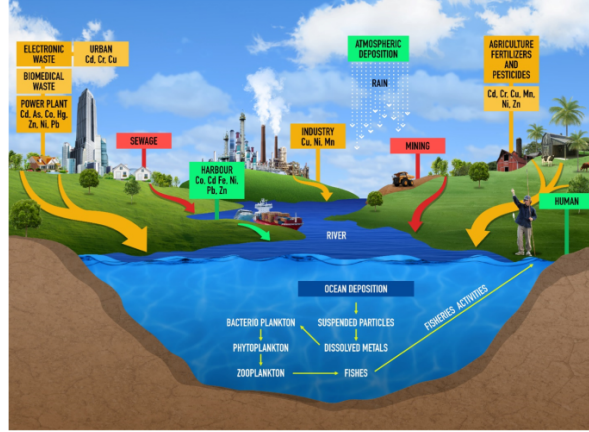 ELECTRONIC
WASTE
URBAN
Cd, Cr, Cu
BIOMEDICAL
WASTE
POWER PLANT
Cd, As, Co, Hg,
Zn, Ni, Pb
SEWAGE
HARBOUR
Co, Cd Fe, Ni,
Pb, Zn
INDUSTRY
Cu, Ni, Mn
ATMOSPHERIC
DEPOSITION
RAIN
MINING
AGRICULTURE
FERTILIZERS
AND
PESTICIDES
Cd, Cr, Cu, Mn,
Ni, Zn
HUMAN
RIVER
OCEAN DEPOSITION
BACTERIO PLANKTON
SUSPENDED PARTICLES
PHYTOPLANKTON
DISSOLVED METALS
ZOOPLANKTON
FISHES
FISHERIES ACTIVITIES